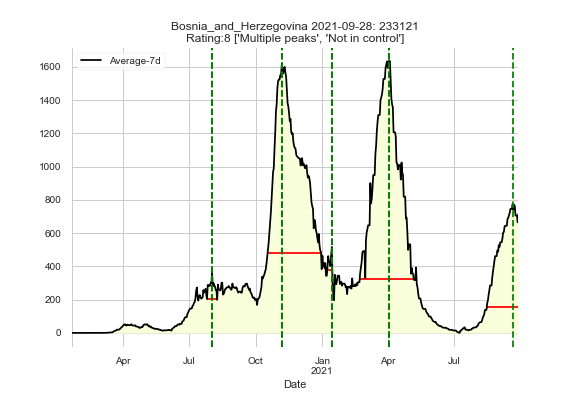 Bosnia_and_Herzegovina 2021-09-28: 233121
Rating:8 ['Multiple peaks', 'Not in control']
Average-7d
1600
1400
1200
1000
800
600
400
200
0
Apr Jul Oct Jan Apr Jul
2021
Date